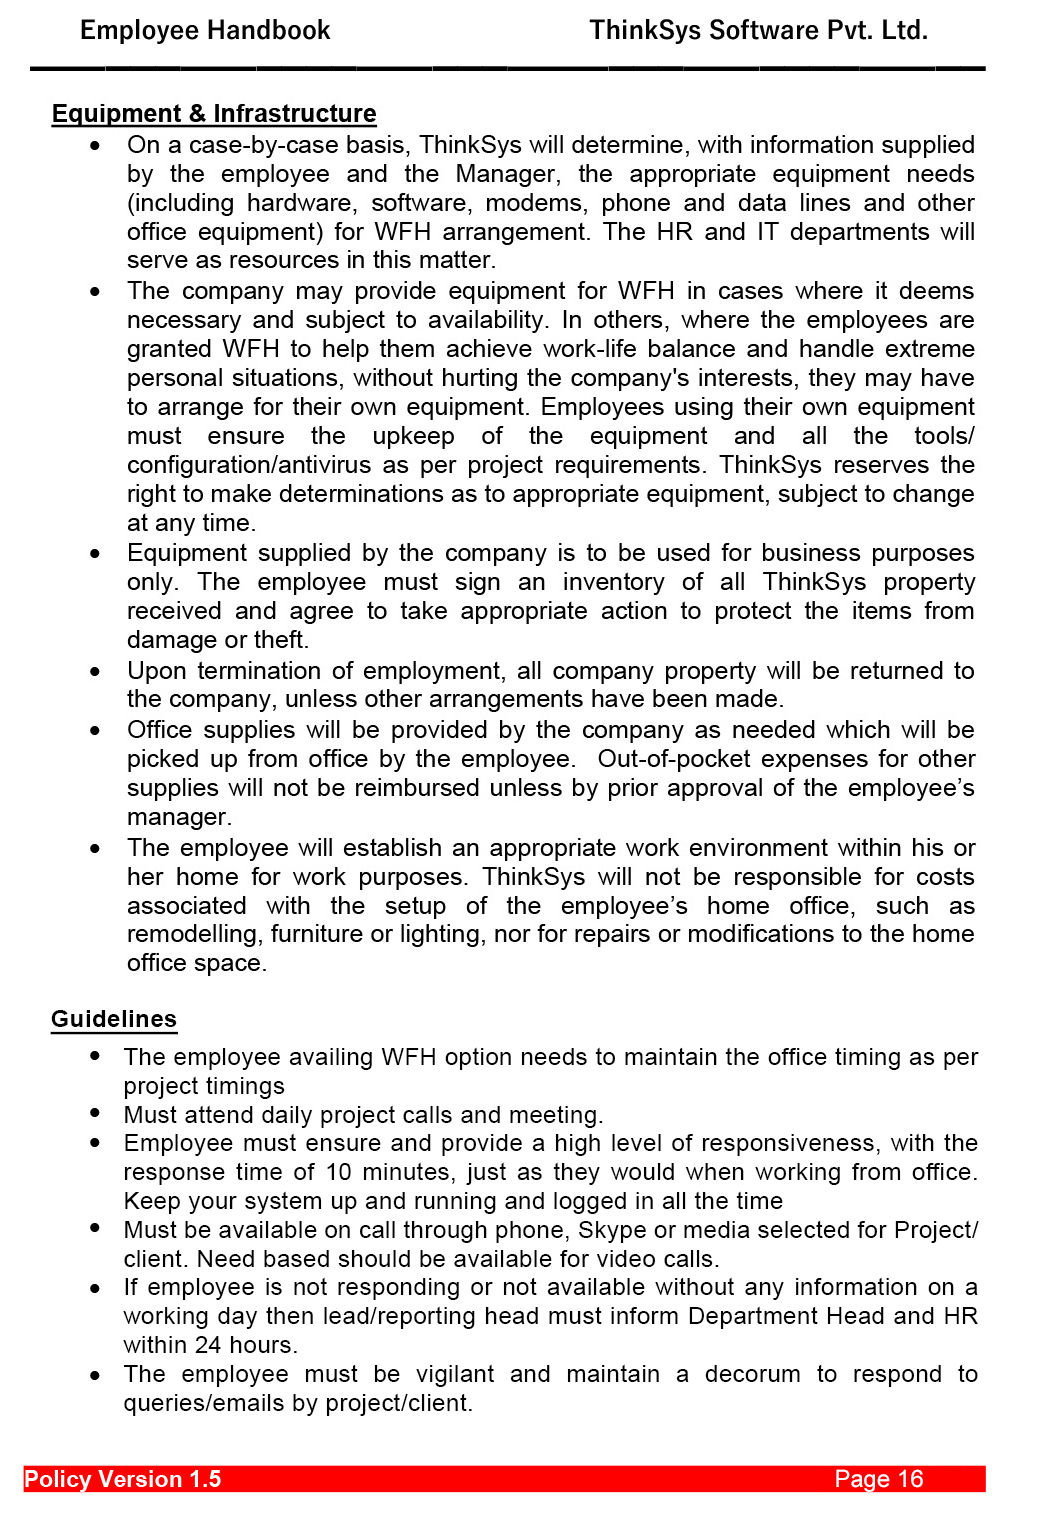 Employee Handbook ThinkSys Software Pvt. Ltd.
Equipment & Infrastructure
• On a case-by-case basis, ThinkSys will determine, with information supplied
by the employee and the Manager, the appropriate equipment needs
(including hardware, software, modems, phone and data lines and other
office equipment) for WFH arrangement. The HR and IT departments will
serve as resources in this matter.
• The company may provide equipment for WFH in cases where it deems
necessary and subject to availability. In others, where the employees are
granted WFH to help them achieve work-life balance and handle extreme
personal situations, without hurting the company's interests, they may have
to arrange for their own equipment. Employees using their own equipment
must ensure the upkeep of the equipment and all the tools/
configuration/antivirus as per project requirements. ThinkSys reserves the
right to make determinations as to appropriate equipment, subject to change
at any time.
• Equipment supplied by the company is to be used for business purposes
only. The employee must sign an inventory of all ThinkSys property
received and agree to take appropriate action to protect the items from
damage or theft.
• Upon termination of employment, all company property will be returned to
the company, unless other arrangements have been made.
• Office supplies will be provided by the company as needed which will be
picked up from office by the employee.  Out-of-pocket expenses for other
supplies will not be reimbursed unless by prior approval of the employee’s
manager.
• The employee will establish an appropriate work environment within his or
her home for work purposes. ThinkSys will not be responsible for costs
associated with the setup of the employee’s home office, such as
remodelling, furniture or lighting, nor for repairs or modifications to the home
office space.
Guidelines
• The employee availing WFH option needs to maintain the office timing as per
project timings
• Must attend daily project calls and meeting.
• Employee must ensure and provide a high level of responsiveness, with the
response time of 10 minutes, just as they would when working from office.
Keep your system up and running and logged in all the time
• Must be available on call through phone, Skype or media selected for Project/
client. Need based should be available for video calls.
• If employee is not responding or not available without any information on a
working day then lead/reporting head must inform Department Head and HR
within 24 hours.
• The employee must be vigilant and maintain a decorum to respond to
queries/emails by project/client.
Policy Version 1.5 Page 16